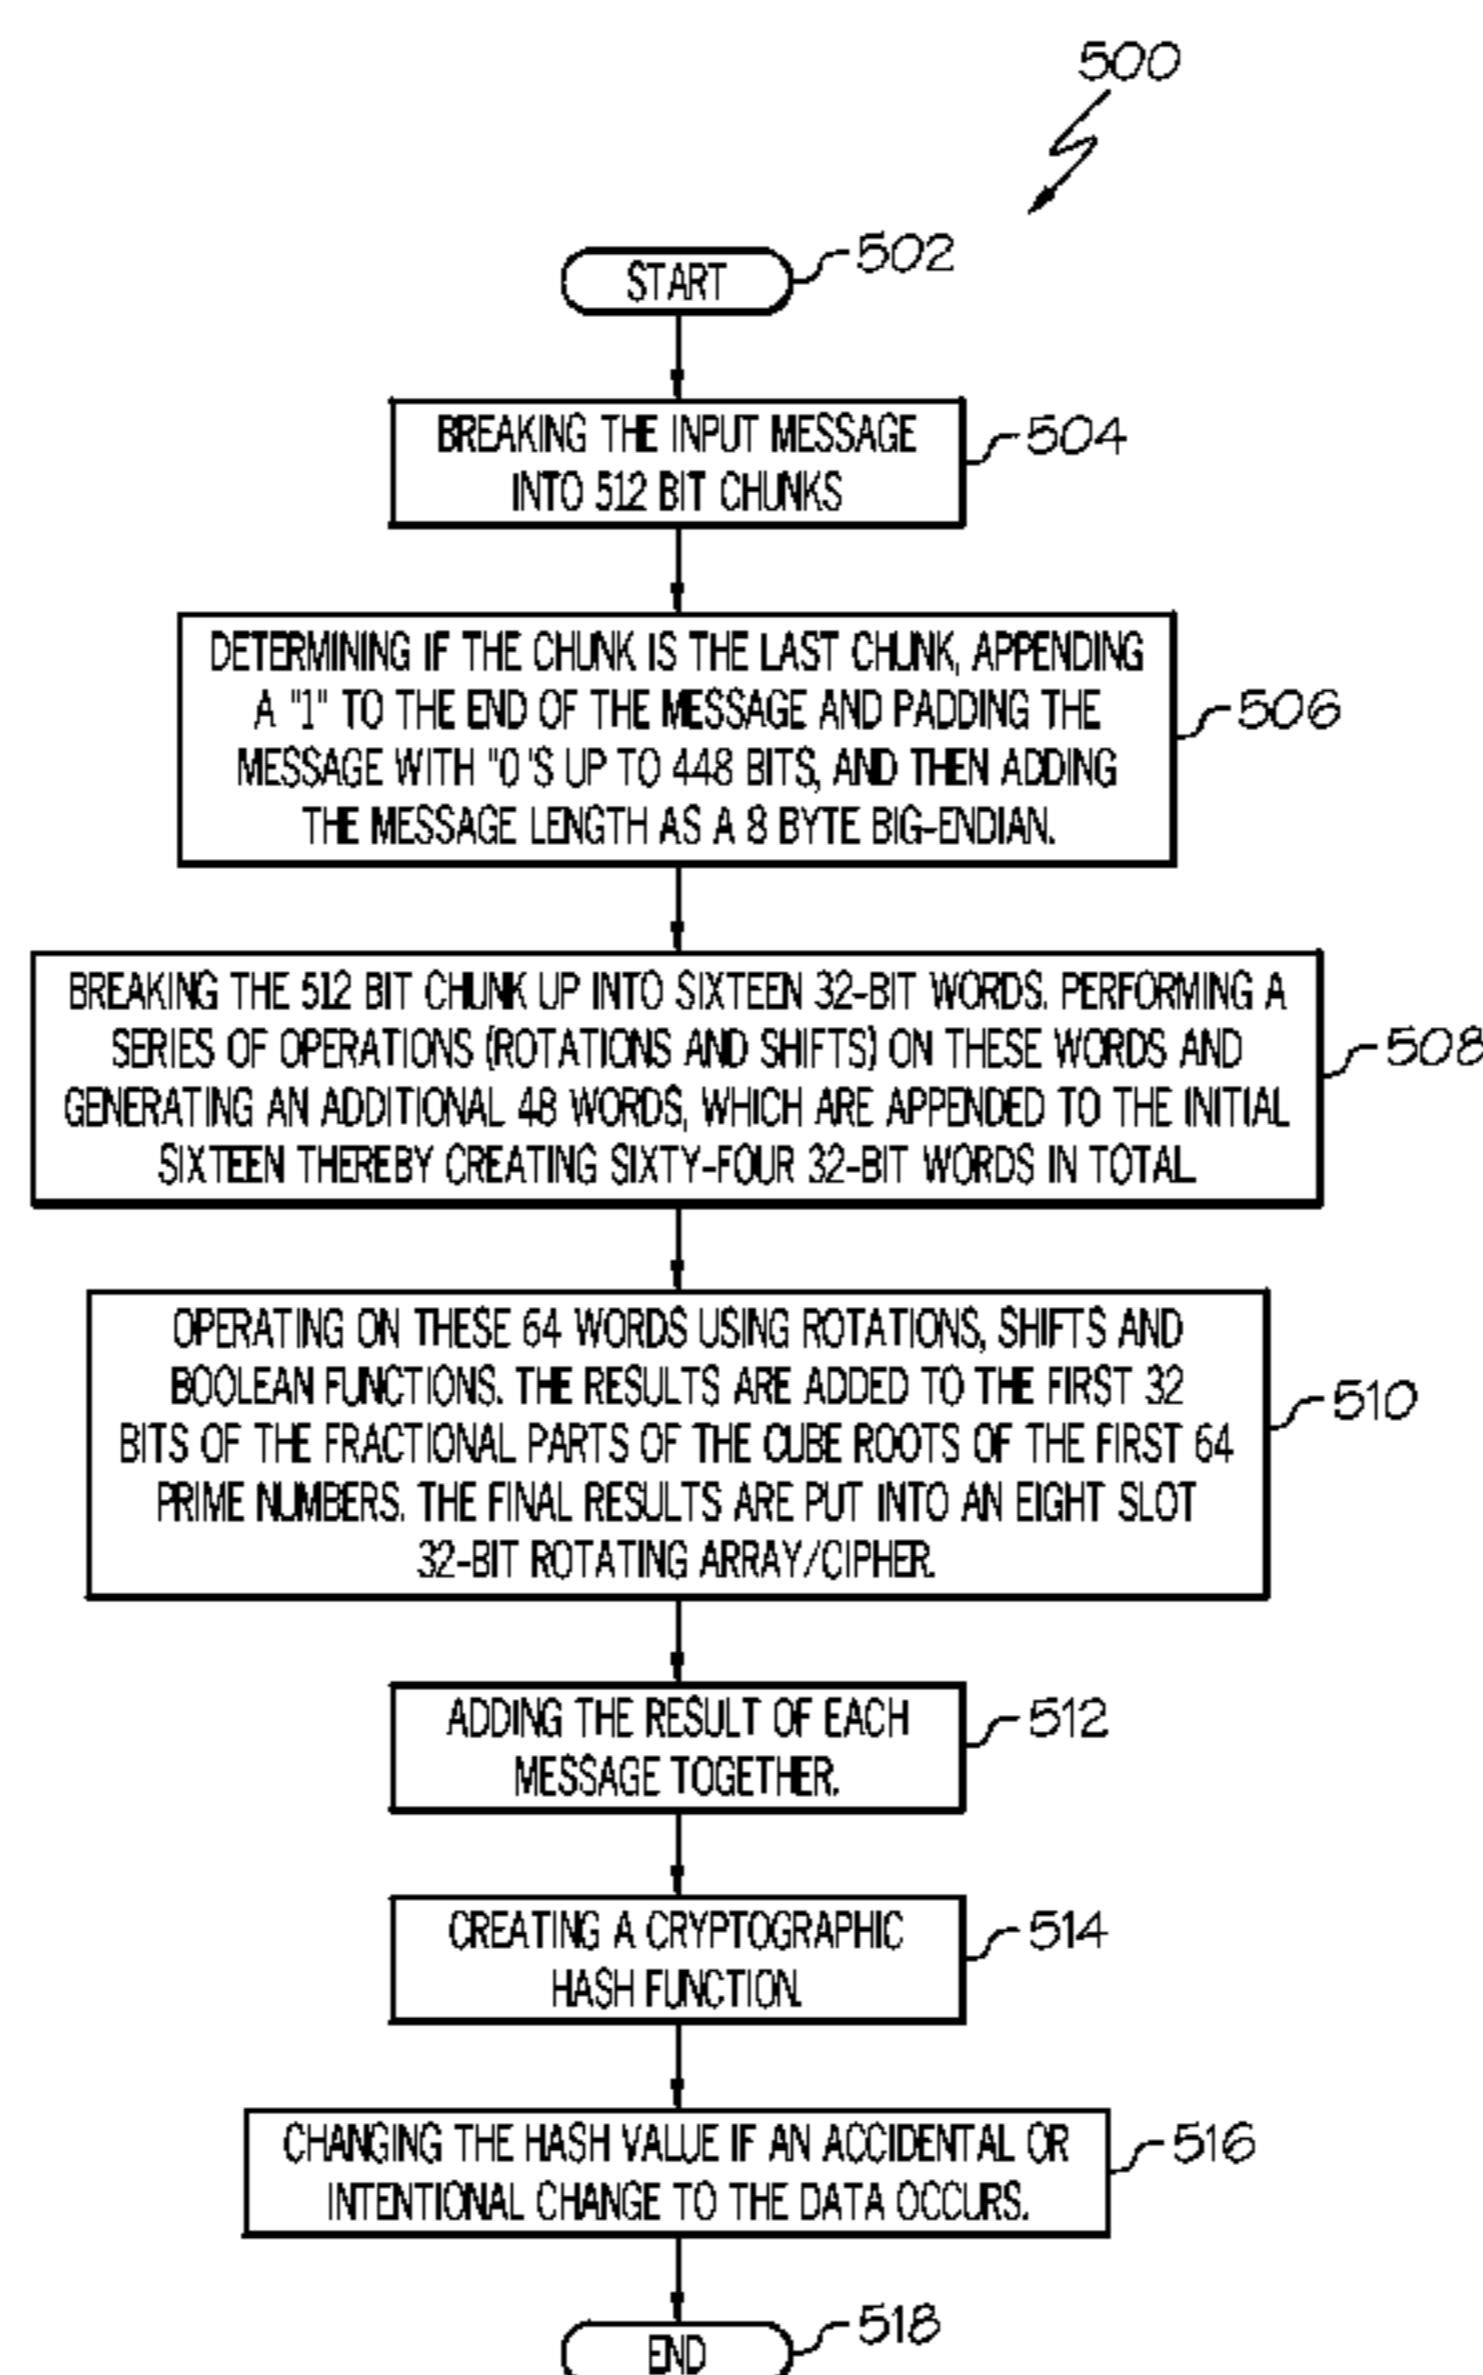 500
START
502
BREAKING THE INPUT MESSAGE
INTO 512 BIT CHUNKS
504
DETERMINING IF THE CHUNK IS THE LAST CHUNK, APPENDING
A "1" TO THE END OF THE MESSAGE AND PADDING THE
MESSAGE WITH "0'S UP TO 448 BITS, AND THEN ADDING
THE MESSAGE LENGTH AS A 8 BYTE BIG-ENDIAN.
506
BREAKING THE 512 BIT CHUNK UP INTO SIXTEEN 32-BIT WORDS. PERFORMING A
SERIES OF OPERATIONS (ROTATIONS AND SHIFTS) ON THESE WORDS AND
GENERATING AN ADDITIONAL 48 WORDS, WHICH ARE APPENDED TO THE INITIAL
SIXTEEN THEREBY CREATING SIXTY-FOUR 32-BIT WORDS IN TOTAL
508
OPERATING ON THESE 64 WORDS USING ROTATIONS, SHIFTS AND
BOOLEAN FUNCTIONS. THE RESULTS ARE ADDED TO THE FIRST 32
BITS OF THE FRACTIONAL PARTS OF THE CUBE ROOTS OF THE FIRST 64
PRIME NUMBERS. THE FINAL RESULTS ARE PUT INTO AN EIGHT SLOT
32-BIT ROTATING ARRAY/CIPHER.
510
ADDING THE RESULT OF EACH
MESSAGE TOGETHER.
512
CREATING A CRYPTOGRAPHIC
HASH FUNCTION.
514
CHANGING THE HASH VALUE IF AN ACCIDENTAL OR
INTENTIONAL CHANGE TO THE DATA OCCURS.
516
END
518